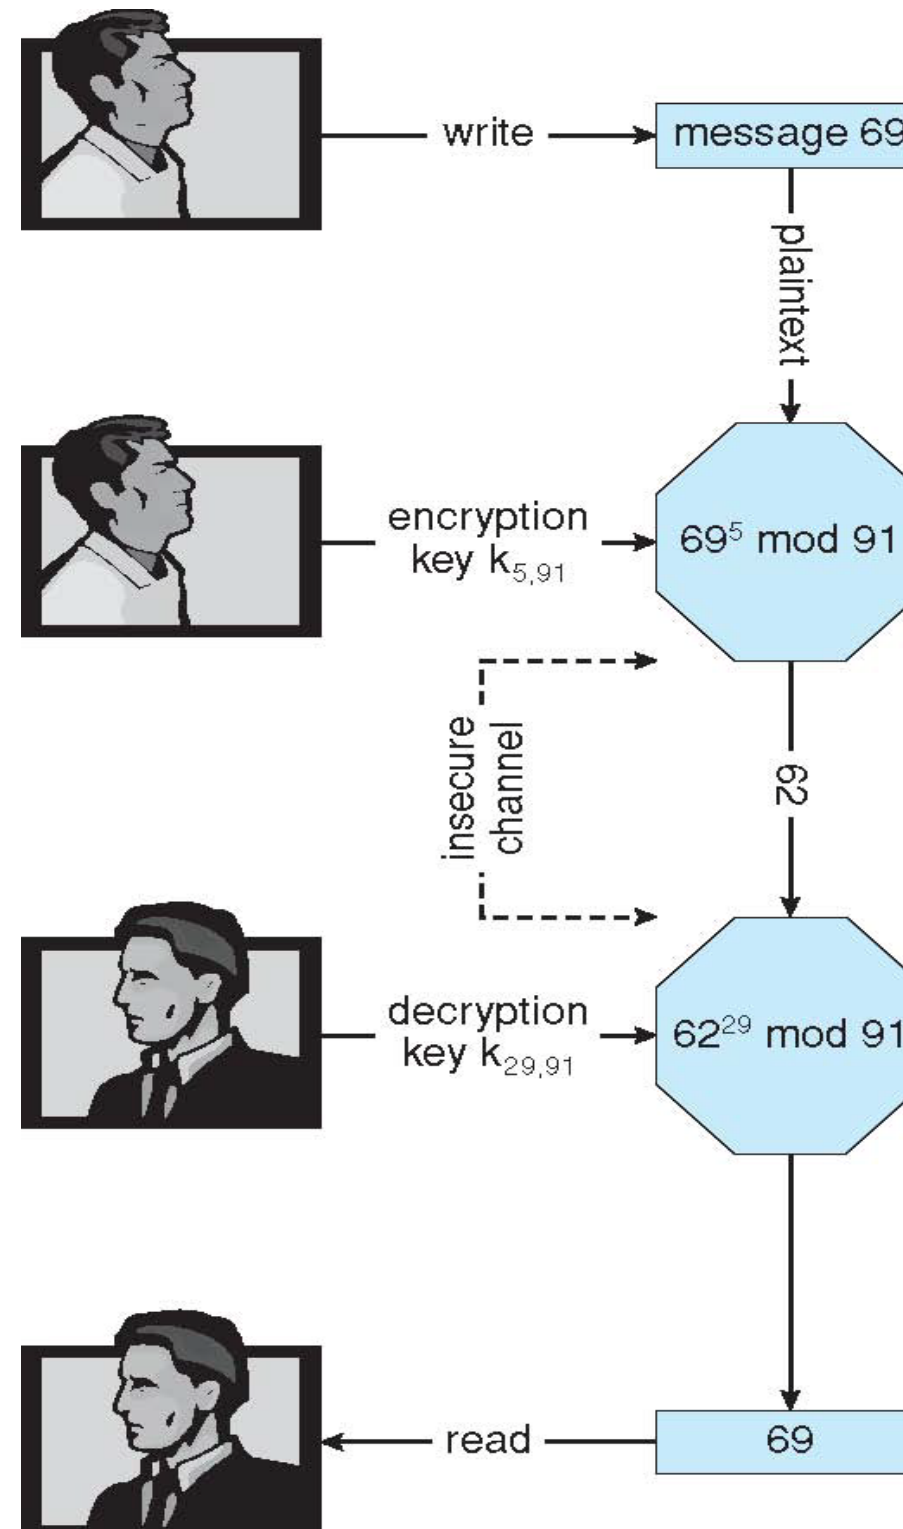 write
message 69
plaintext
encryption
key k₅,₉₁
69⁵ mod 91
insecure
channel
62
decryption
key k₂₉,₉₁
62²⁹ mod 91
read
69